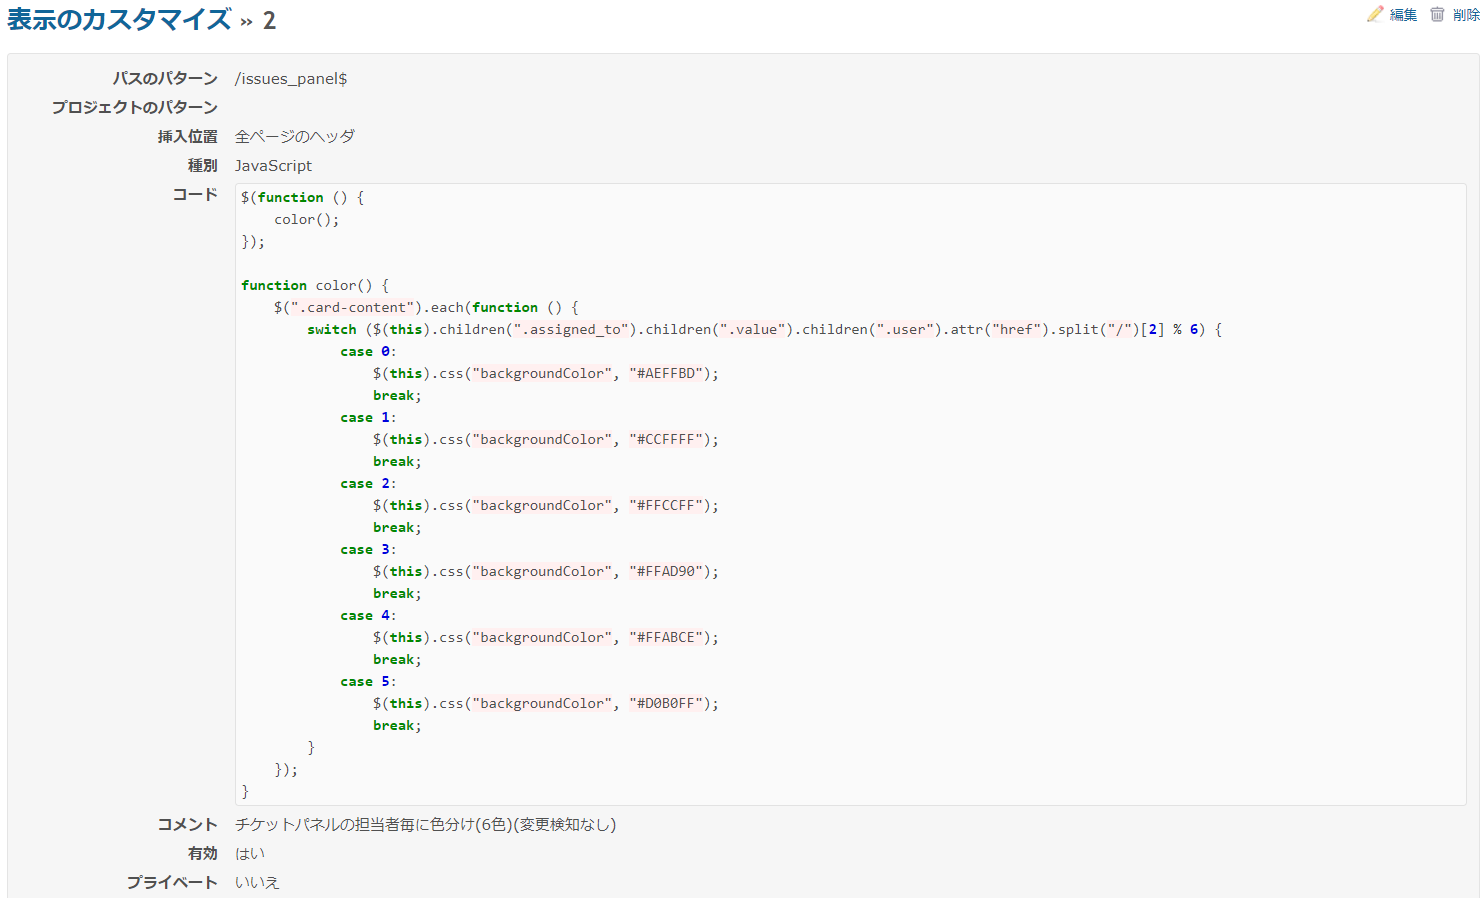 表示のカスタマイズ » 2
編集 削除
パスのパターン /issues_panel$
プロジェクトのパターン
挿入位置 全ページのヘッダ
種別 JavaScript
コード
$(function () {
    color();
});

function color() {
    $(".card-content").each(function () {
        switch ($(this).children(".assigned_to").children(".value").children(".user").attr("href").split("/")[2] % 6) {
            case 0:
                $(this).css("backgroundColor", "#AEFFBD");
                break;
            case 1:
                $(this).css("backgroundColor", "#CCFFFF");
                break;
            case 2:
                $(this).css("backgroundColor", "#FFCCFF");
                break;
            case 3:
                $(this).css("backgroundColor", "#FFAD90");
                break;
            case 4:
                $(this).css("backgroundColor", "#FFABCE");
                break;
            case 5:
                $(this).css("backgroundColor", "#D0B0FF");
                break;
        }
    });
}
コメント チケットパネルの担当者毎に色分け(6色)(変更検知なし)
有効 はい
プライベート いいえ